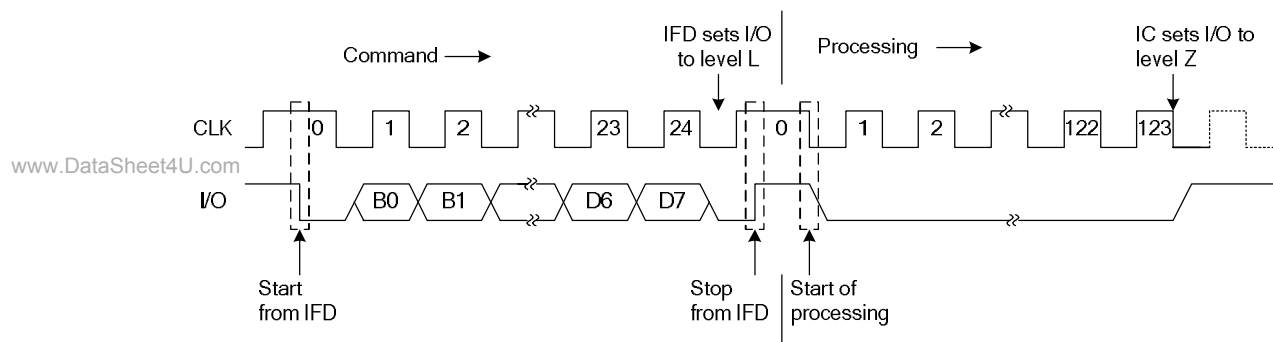 Command
IFD sets I/O
to level L
Processing
IC sets I/O to
level Z
CLK 0 1 2 23 24 0 1 2 122 123
www.DataSheet4U.com
I/O B0 B1 D6 D7
Start
from IFD
Stop
from IFD
Start of
processing